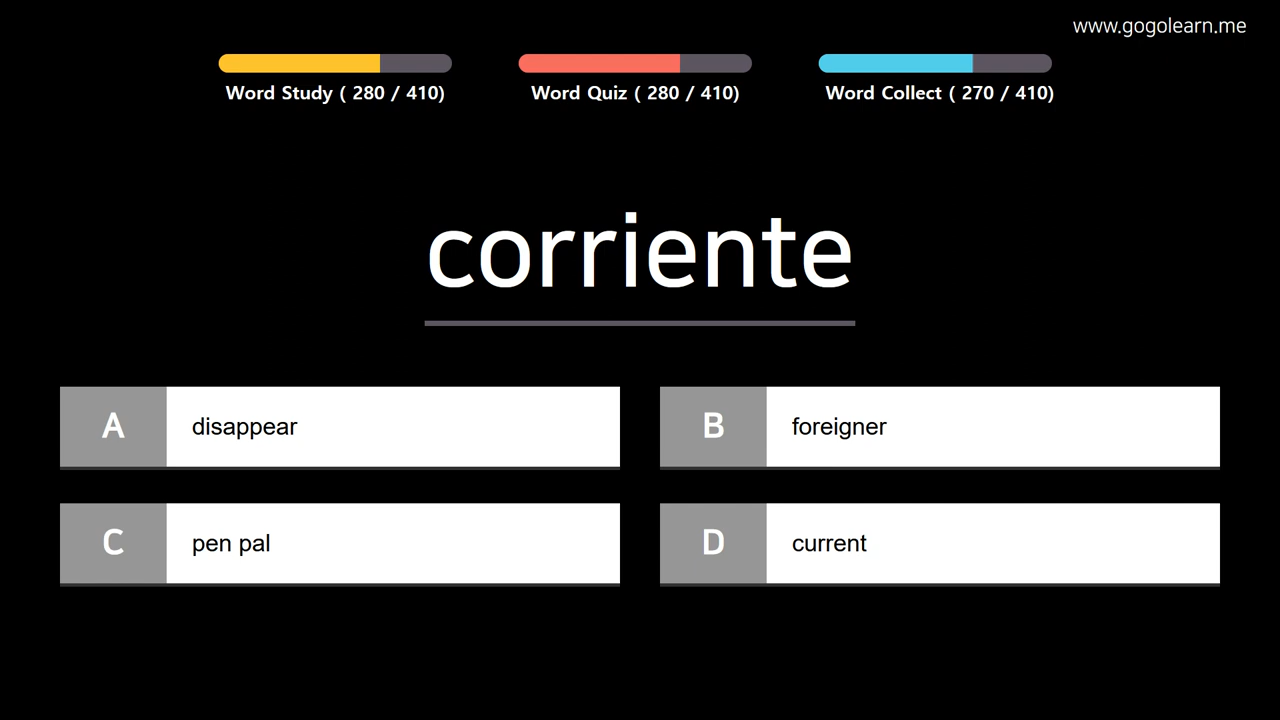 www.gogolearn.me
Word Study ( 280 / 410)
Word Quiz ( 280 / 410)
Word Collect ( 270 / 410)
corriente
A disappear
B foreigner
C pen pal
D current